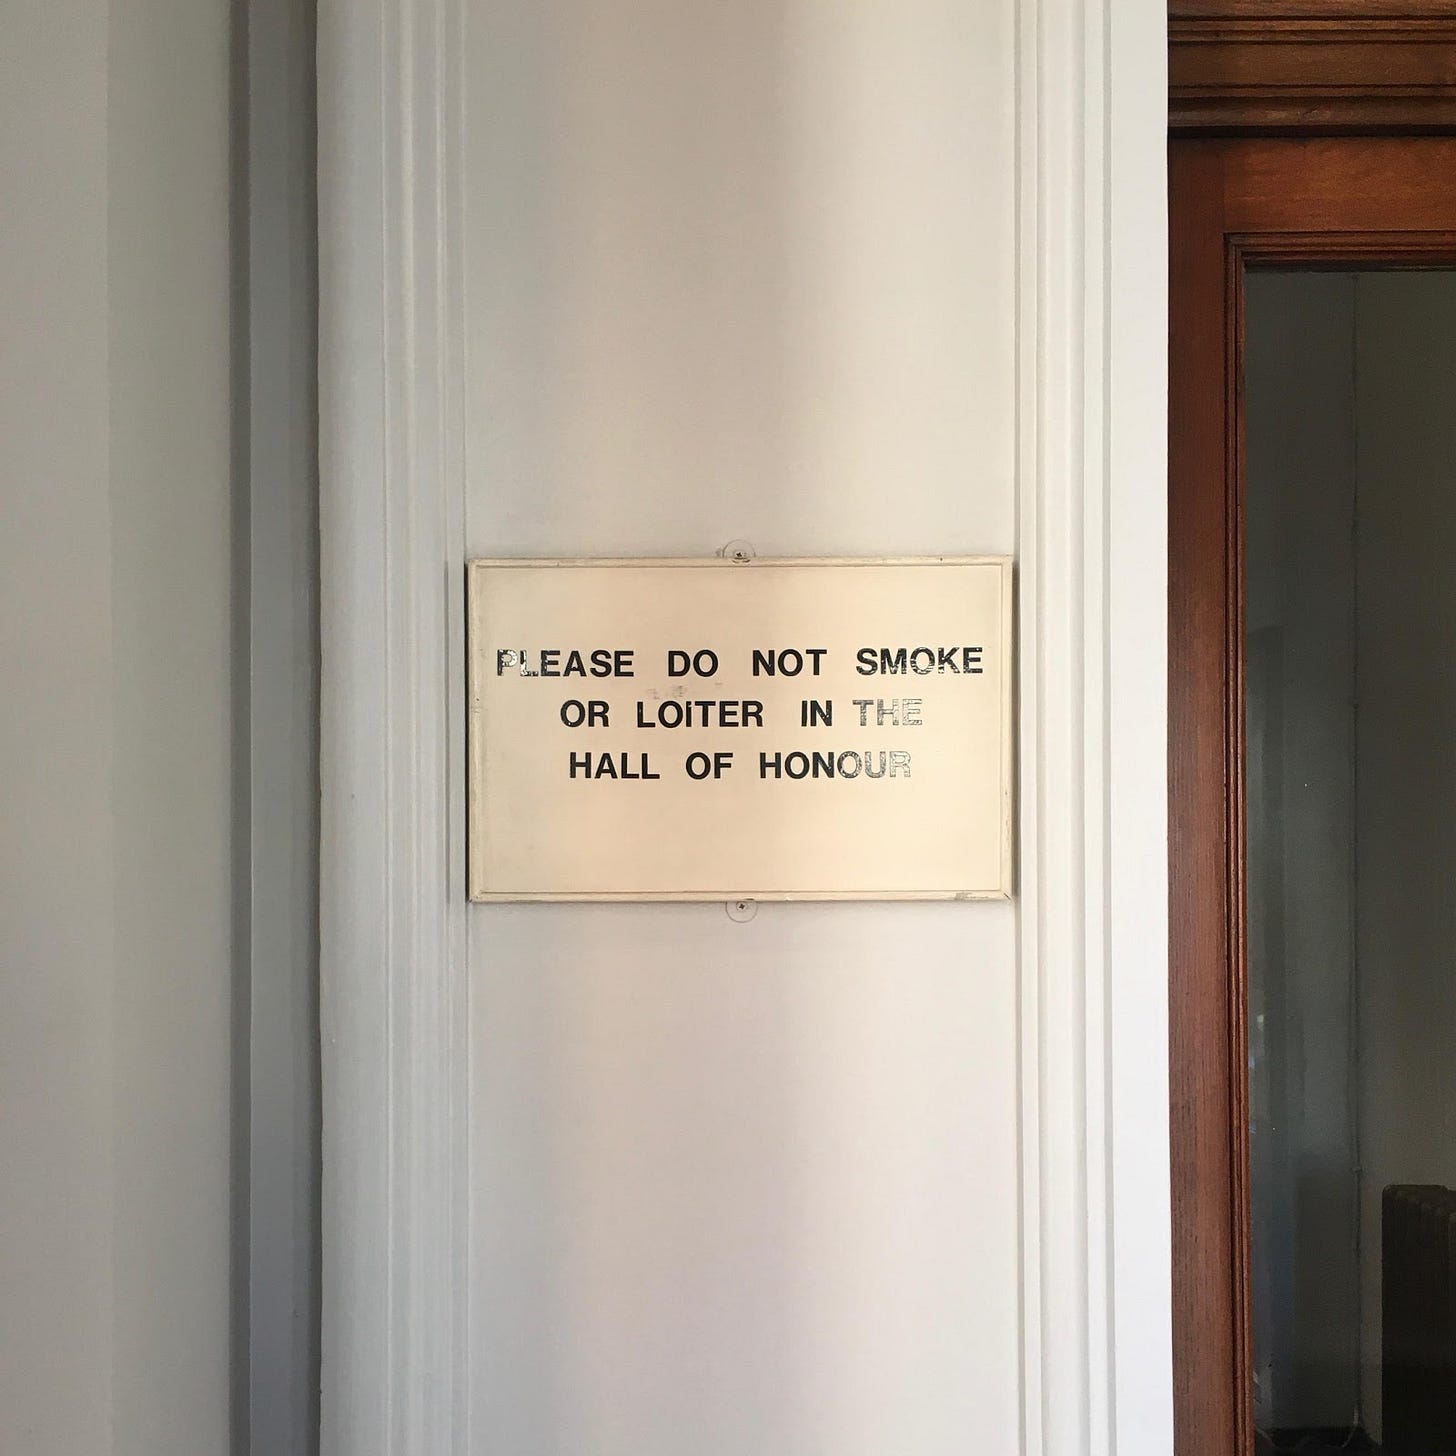 PLEASE DO NOT SMOKE
OR LOiTER IN THE
HALL OF HONOUR